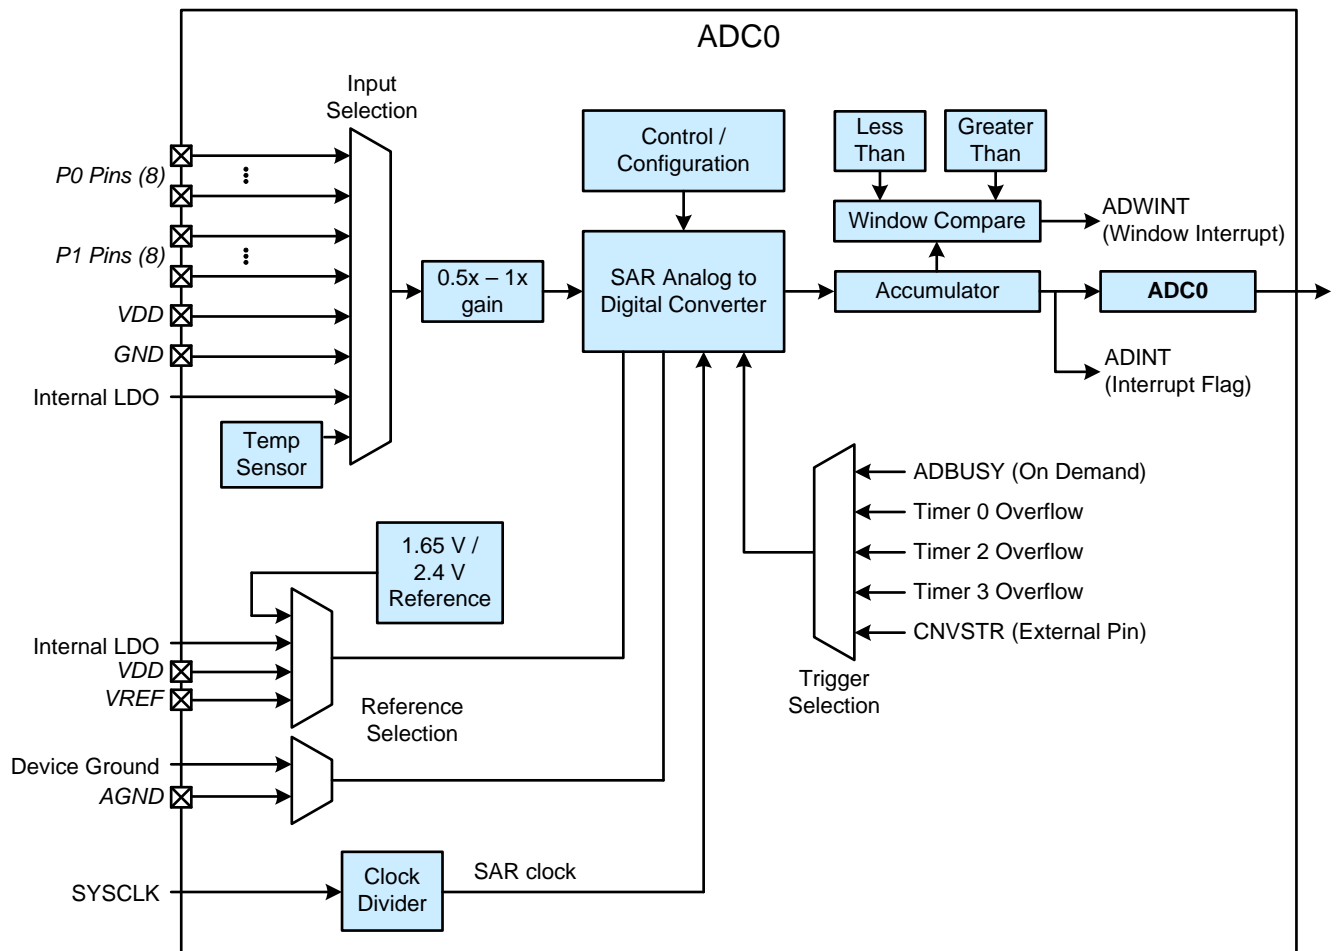 ADC0
Input
Selection
P0 Pins (8)
P1 Pins (8)
VDD
GND
Internal LDO
Temp
Sensor
0.5x – 1x
gain
Control /
Configuration
SAR Analog to
Digital Converter
Less
Than
Greater
Than
Window Compare
ADWINT
(Window Interrupt)
Accumulator
ADC0
ADINT
(Interrupt Flag)
ADBUSY (On Demand)
Timer 0 Overflow
Timer 2 Overflow
Timer 3 Overflow
CNVSTR (External Pin)
Trigger
Selection
1.65 V /
2.4 V
Reference
Internal LDO
VDD
VREF
Reference
Selection
Device Ground
AGND
SYSCLK
Clock
Divider
SAR clock